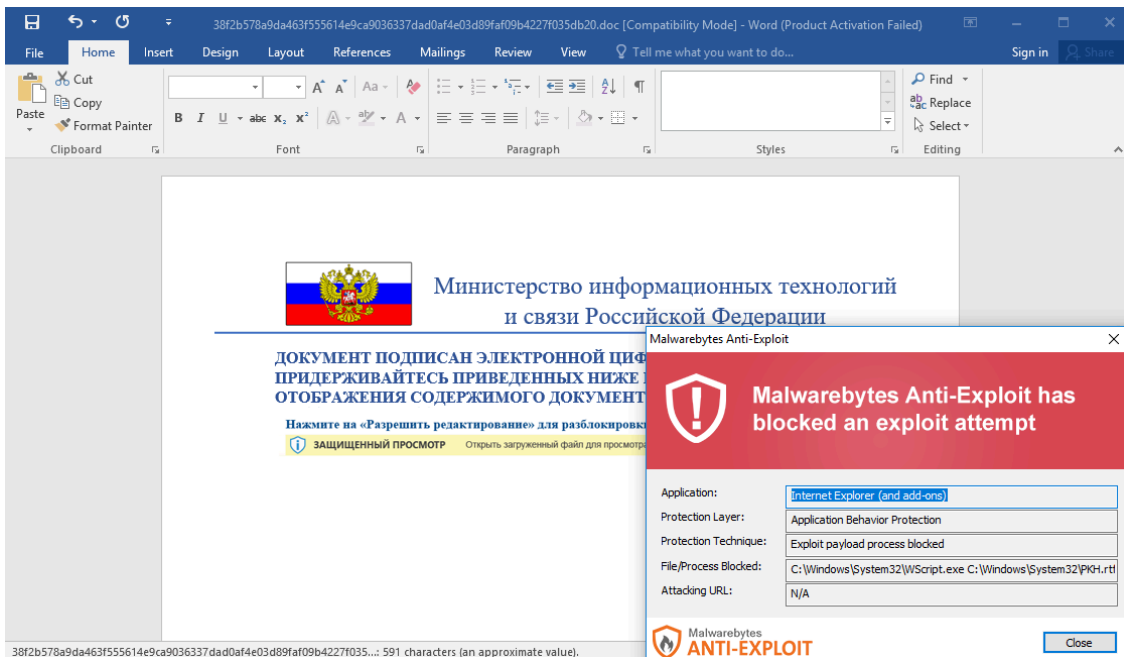 38f2b578a9da463f555614e9ca9036337dad0af4e03d89faf09b4227f035db20.doc [Compatibility Mode] - Word (Product Activation Failed)
File Home Insert Design Layout References Mailings Review View Tell me what you want to do... Sign in Share
Paste
Cut
Copy
Format Painter
Aa
B I U abc x₂ x² A
¶
Find
Replace
Select
Clipboard Font Paragraph Styles Editing
Министерство информационных технологий
и связи Российской Федерации
ДОКУМЕНТ ПОДПИСАН ЭЛЕКТРОННОЙ
ПРИДЕРЖИВАЙТЕСЬ ПРИВЕДЕННЫХ НИЖЕ
ОТОБРАЖЕНИЯ СОДЕРЖИМОГО
Нажмите на «Разрешить редактирование» для
ЗАЩИЩЕННЫЙ ПРОСМОТР Открыть загруженный файл для
Malwarebytes Anti-Exploit
Malwarebytes Anti-Exploit has
blocked an exploit attempt
Application: Internet Explorer (and add-ons)
Protection Layer: Application Behavior Protection
Protection Technique: Exploit payload process blocked
File/Process Blocked: C:\Windows\System32\WScript.exe C:\Windows\System32\PKH.rtf
Attacking URL: N/A
Malwarebytes
ANTI-EXPLOIT
Close
38f2b578a9da463f555614e9ca9036337dad0af4e03d89faf09b4227f035...: 591 characters (an approximate value).